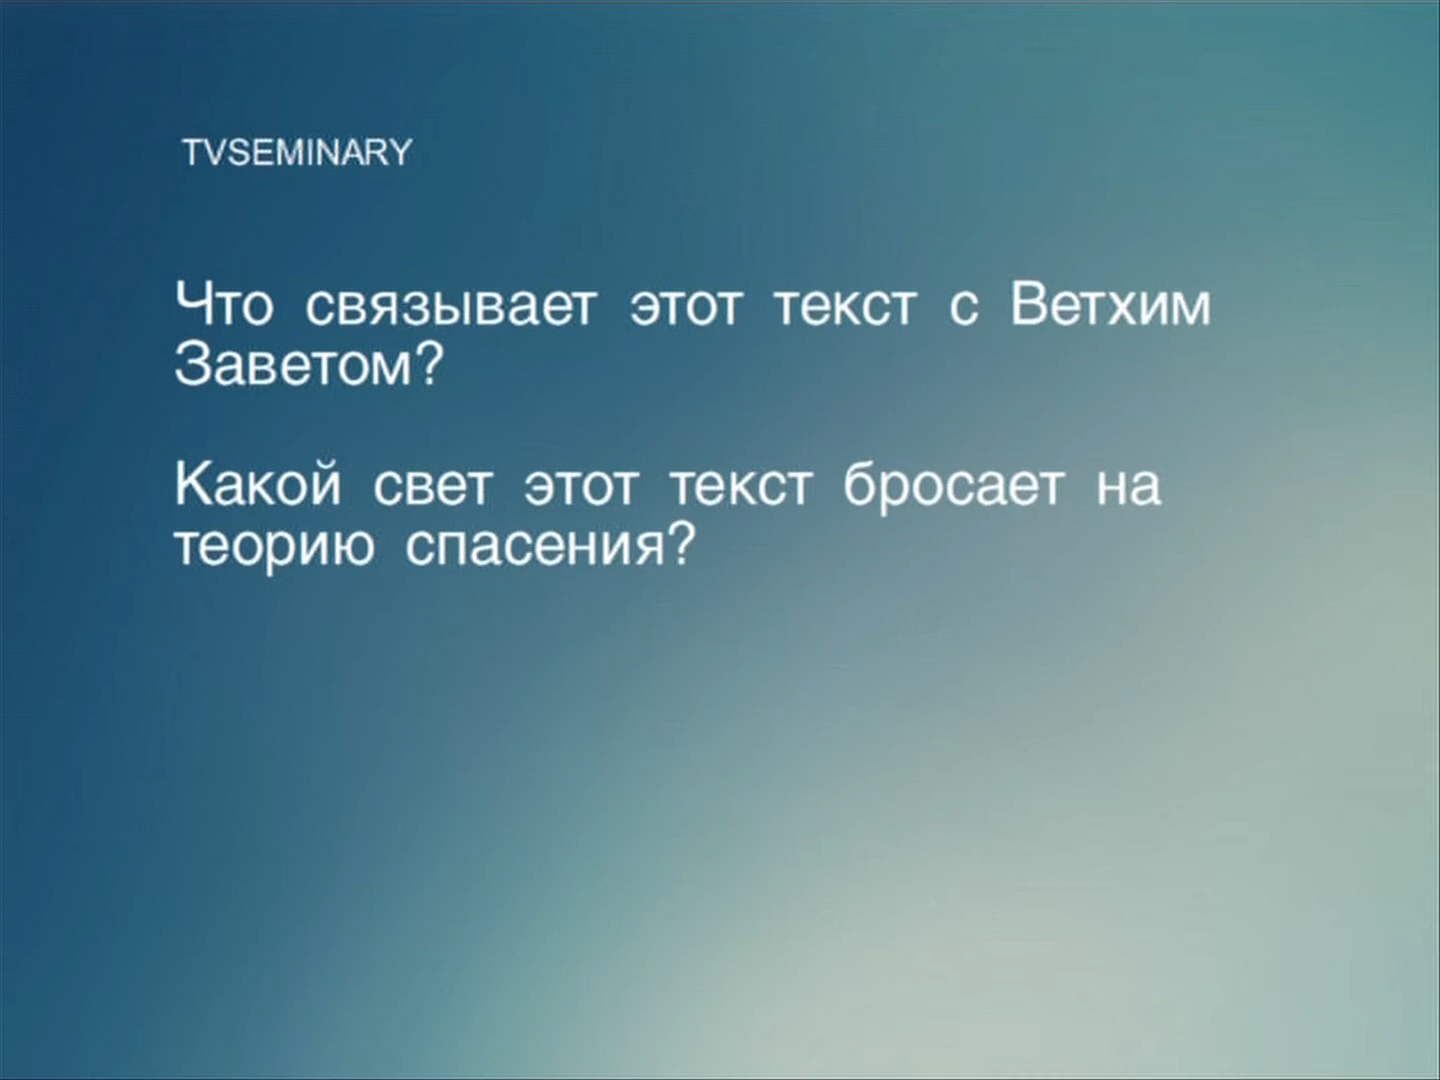 TVSEMINARY
Что связывает этот текст с Ветхим
Заветом?
Какой свет этот текст бросает на
теорию спасения?